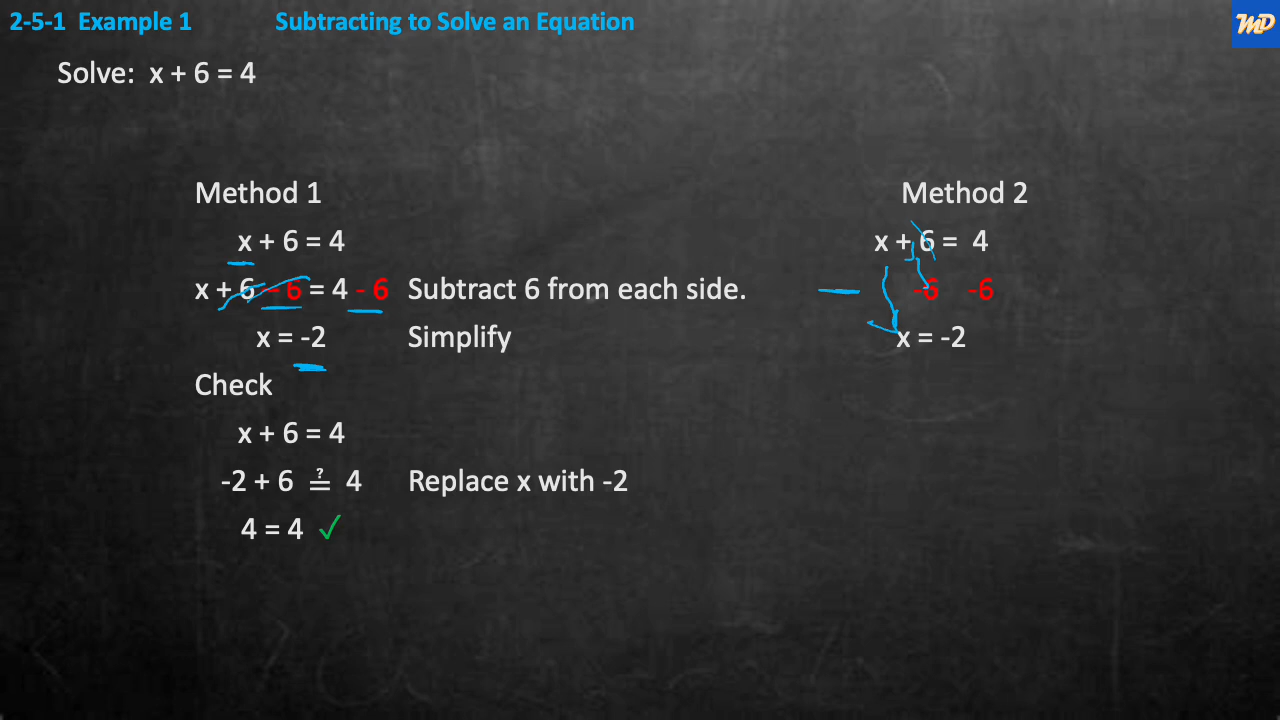 2-5-1 Example 1 Subtracting to Solve an Equation
MD
Solve: x + 6 = 4
Method 1
x + 6 = 4
x + 6 - 6 = 4 - 6 Subtract 6 from each side.
x = -2 Simplify
Check
x + 6 = 4
-2 + 6 ≟ 4 Replace x with -2
4 = 4 ✓
Method 2
x + 6 = 4
-6 -6
x = -2